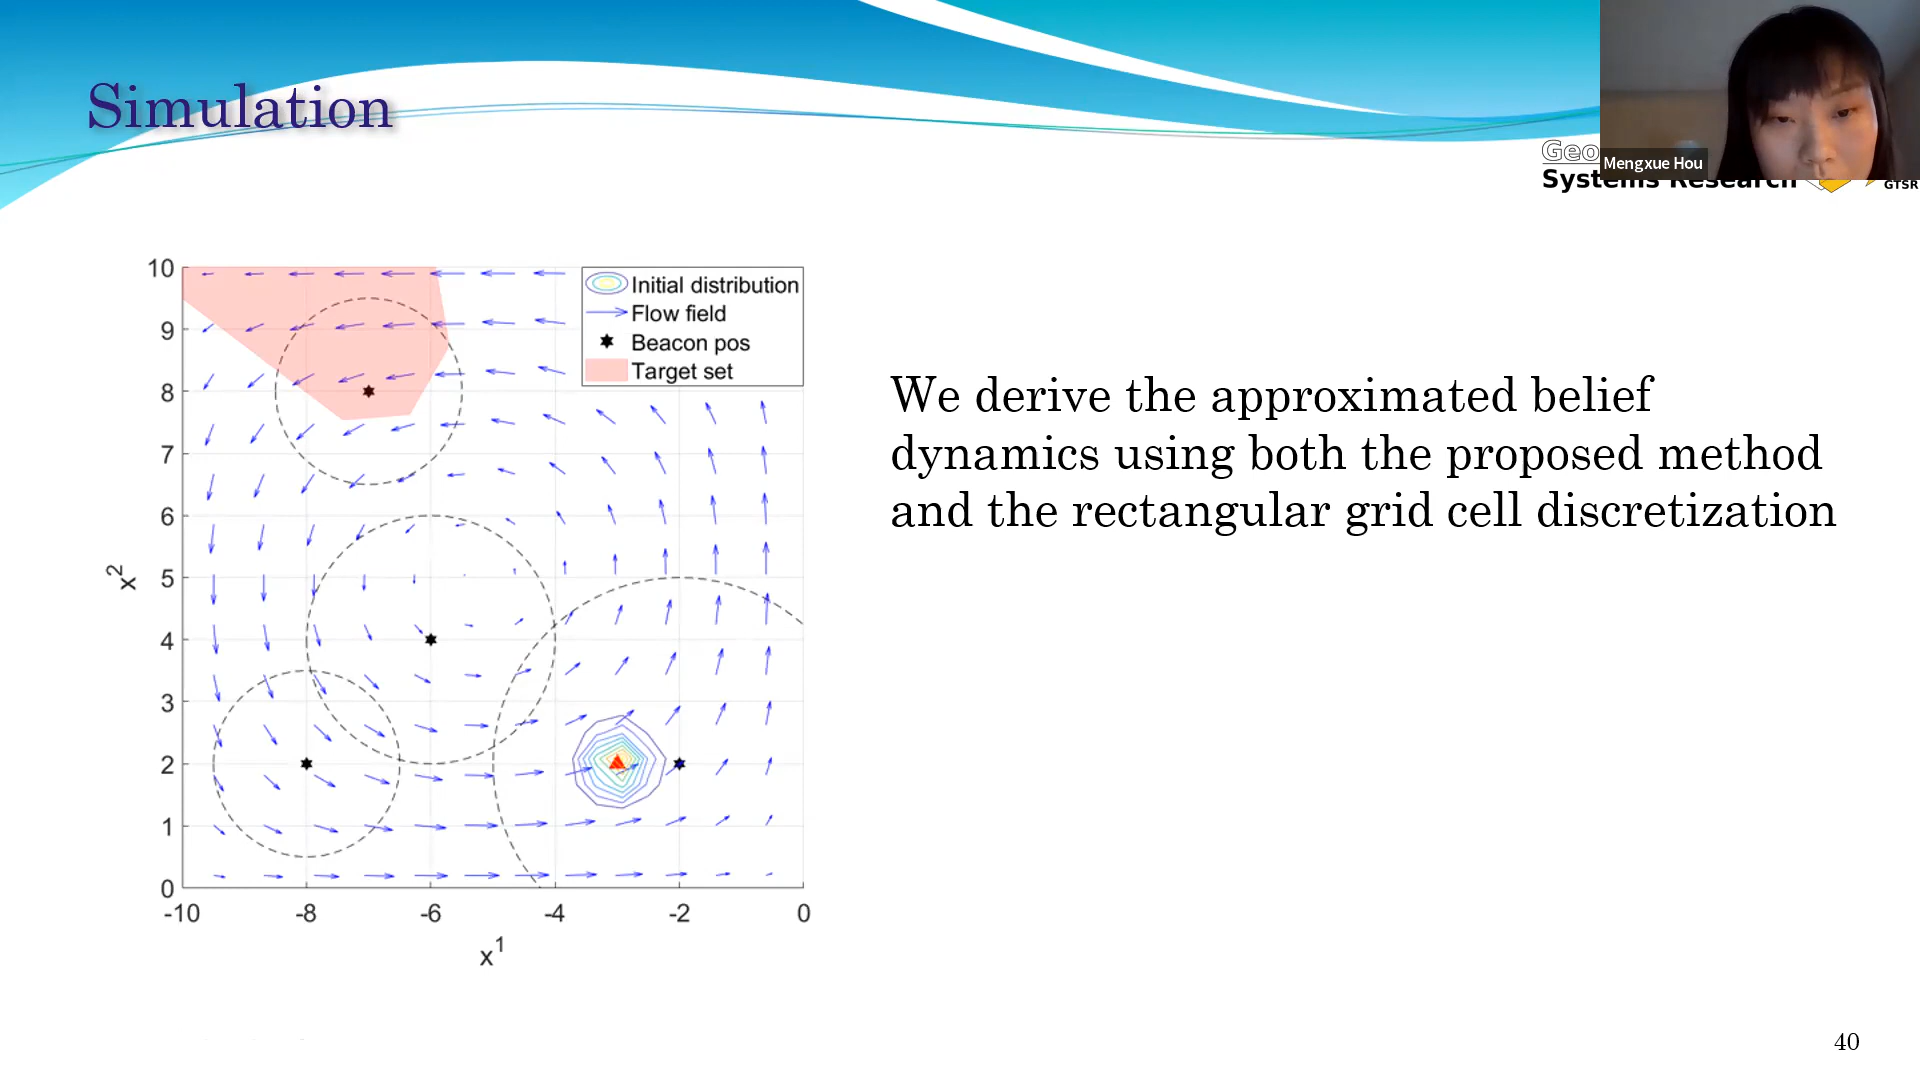 Simulation
Geo
Systems Research
GTSR
Mengxue Hou
Initial distribution
Flow field
Beacon pos
Target set
10
9
8
7
6
5
4
3
2
1
0
x2
-10 -8 -6 -4 -2 0
x1
We derive the approximated belief
dynamics using both the proposed method
and the rectangular grid cell discretization
40